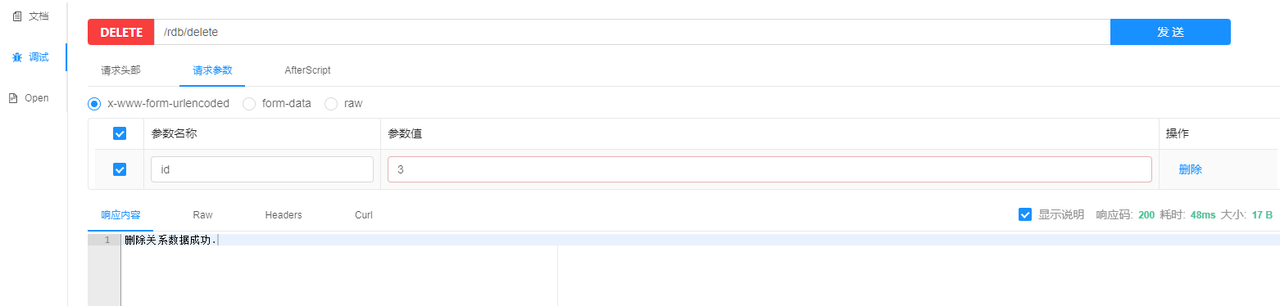 文档
DELETE /rdb/delete 发 送
调试
请求头部 请求参数 AfterScript
Open
x-www-form-urlencoded form-data raw
参数名称 参数值 操作
id 3 删除
响应内容 Raw Headers Curl 显示说明 响应码: 200 耗时: 48ms 大小: 17 B
1 删除关系数据成功.